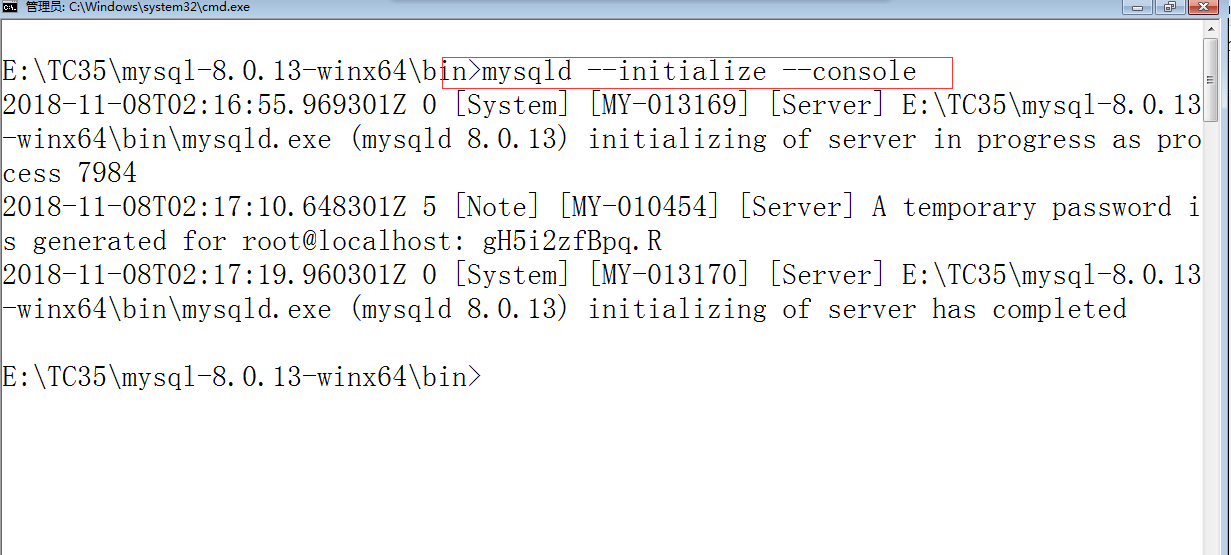 管理员: C:\Windows\system32\cmd.exe
E:\TC35\mysql-8.0.13-winx64\bin>mysqld --initialize --console
2018-11-08T02:16:55.969301Z 0 [System] [MY-013169] [Server] E:\TC35\mysql-8.0.13
-winx64\bin\mysqld.exe (mysqld 8.0.13) initializing of server in progress as pro
cess 7984
2018-11-08T02:17:10.648301Z 5 [Note] [MY-010454] [Server] A temporary password i
s generated for root@localhost: gH5i2zfBpq.R
2018-11-08T02:17:19.960301Z 0 [System] [MY-013170] [Server] E:\TC35\mysql-8.0.13
-winx64\bin\mysqld.exe (mysqld 8.0.13) initializing of server has completed
E:\TC35\mysql-8.0.13-winx64\bin>